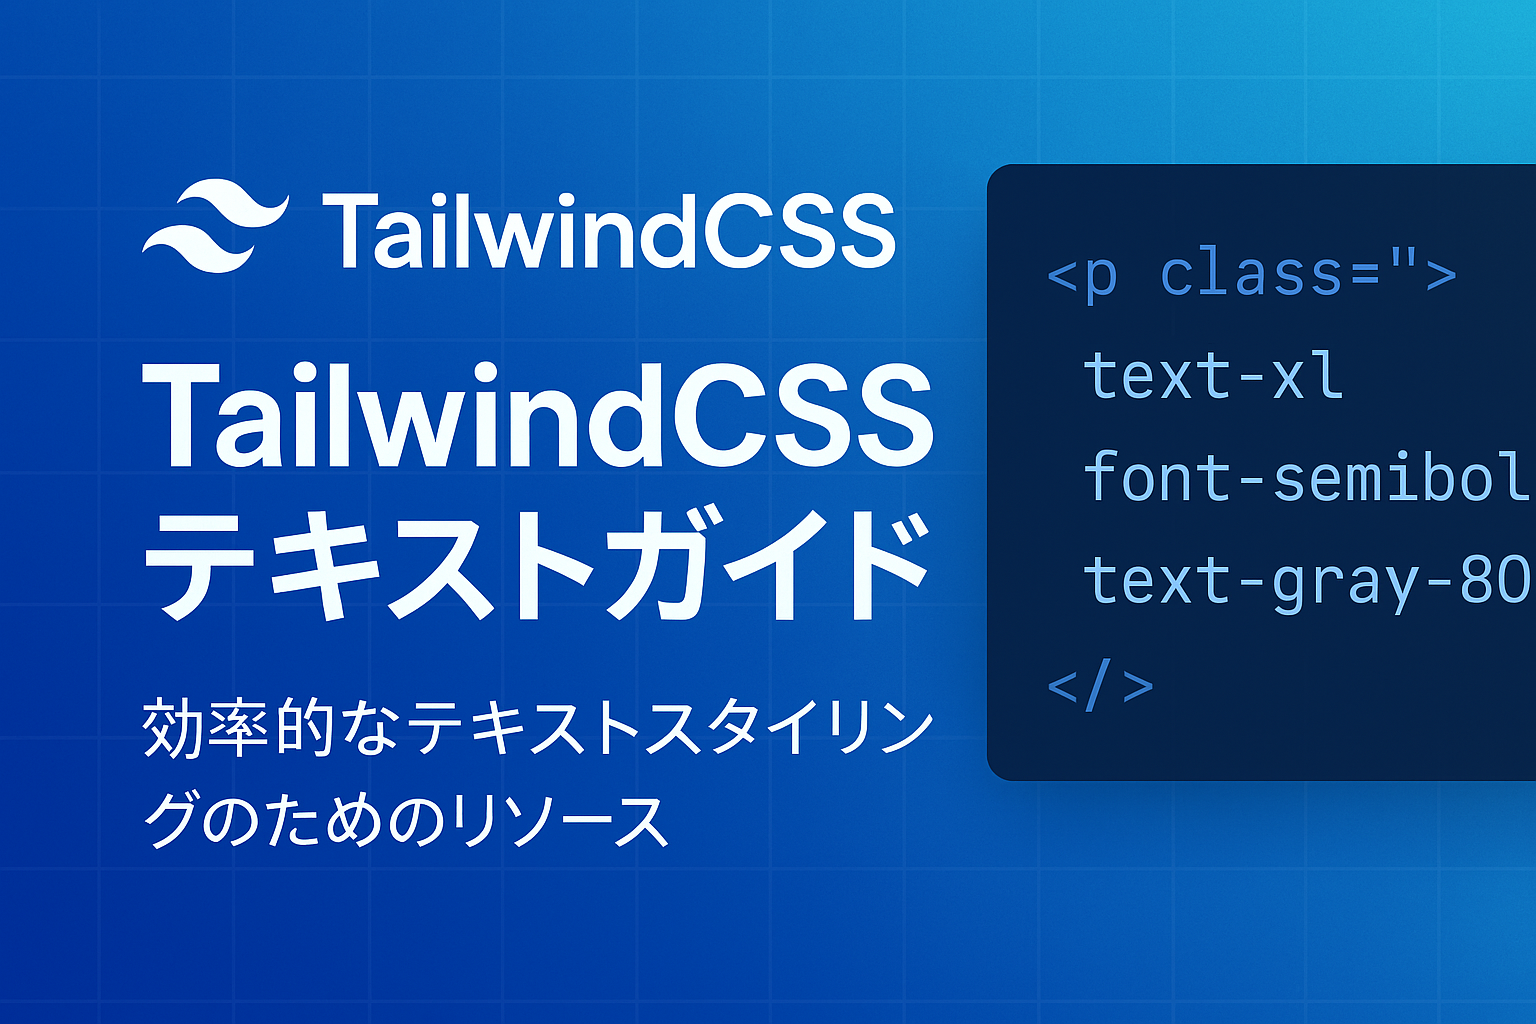 TailwindCSS
TailwindCSS
テキストガイド
効率的なテキストスタイリン
グのためのリソース
<p class=">
text-xl
font-semibol
text-gray-80
</>